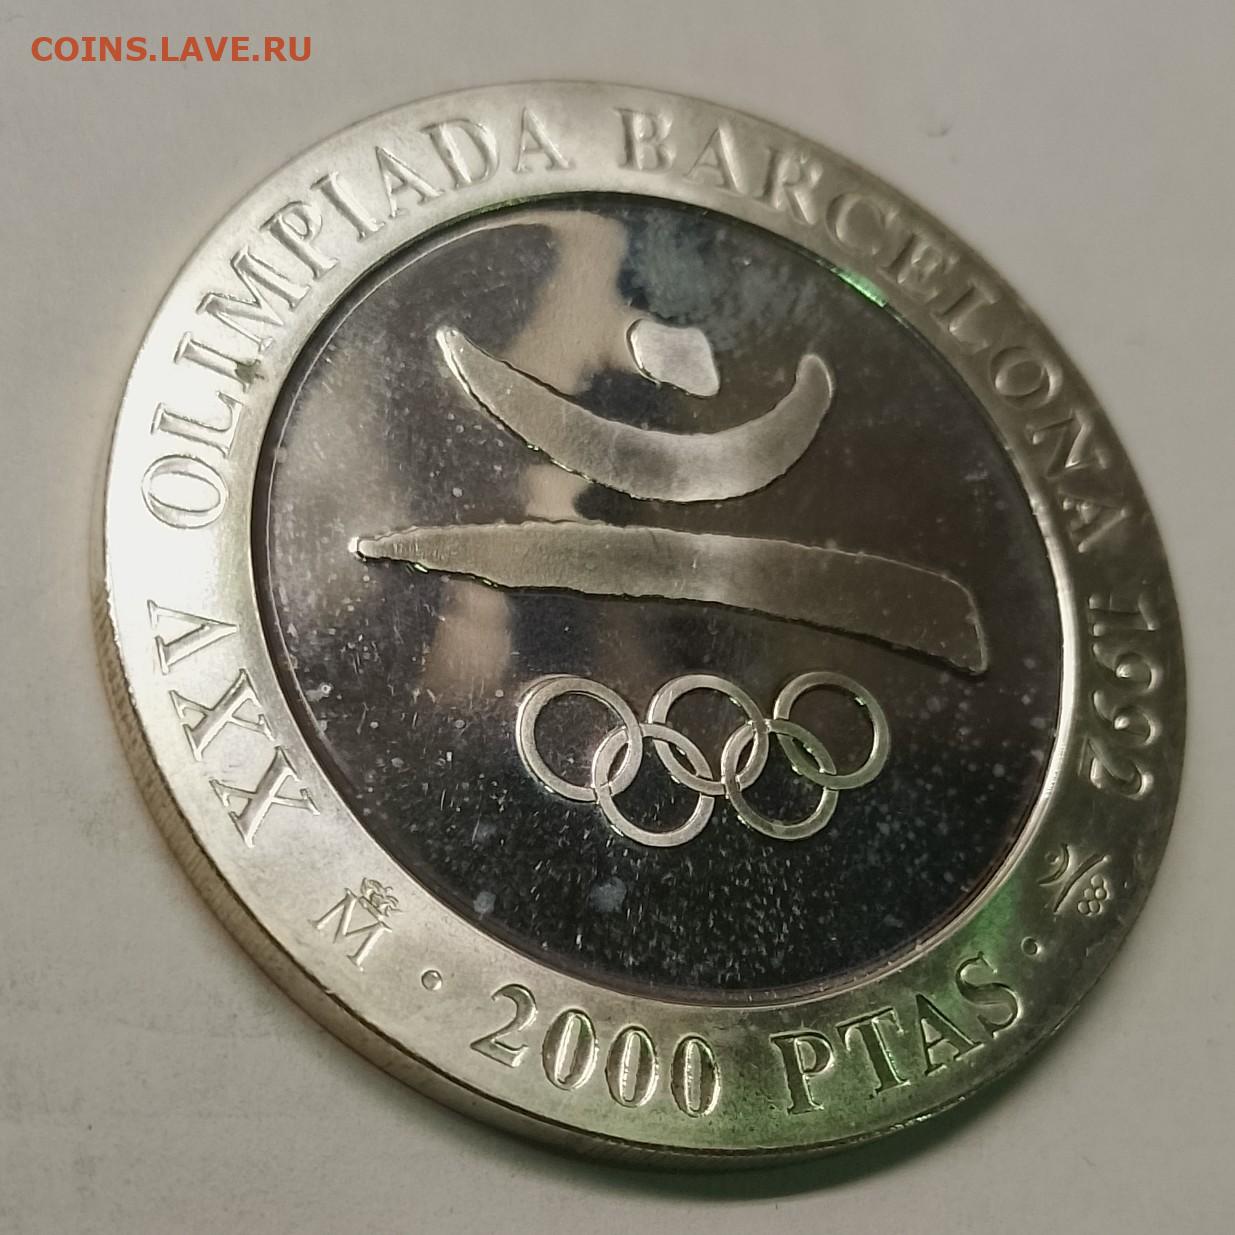 COINS.LAVE.RU
XXV OLIMPIADA BARCELONA 1992
M · 2000 PTAS ·